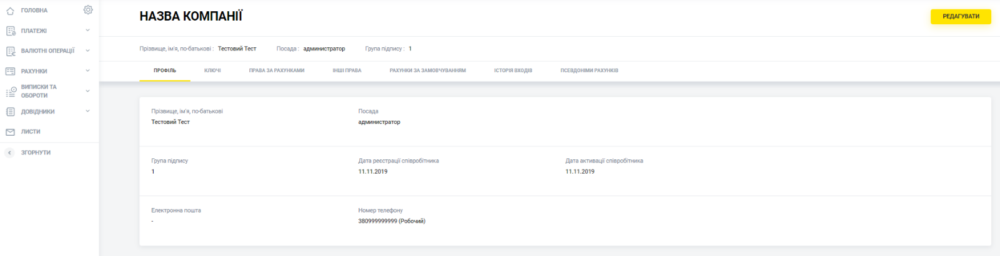 ГОЛОВНА
ПЛАТЕЖІ
ВАЛЮТНІ ОПЕРАЦІЇ
РАХУНКИ
ВИПИСКИ ТА
ОБОРОТИ
ДОВІДНИКИ
ЛИСТИ
ЗГОРНУТИ
НАЗВА КОМПАНІЇ
РЕДАГУВАТИ
Прізвище, ім'я, по-батькові : Тестовий Тест Посада : администратор Група підпису : 1
ПРОФІЛЬ КЛЮЧІ ПРАВА ЗА РАХУНКАМИ ІНШІ ПРАВА РАХУНКИ ЗА ЗАМОВЧУВАННЯМ ІСТОРІЯ ВХОДІВ ПСЕВДОНІМИ РАХУНКІВ
Прізвище, ім'я, по-батькові Посада
Тестовий Тест администратор
Група підпису Дата реєстрації співробітника Дата активації співробітника
1 11.11.2019 11.11.2019
Електронна пошта Номер телефону
- 380999999999 (Робочий)